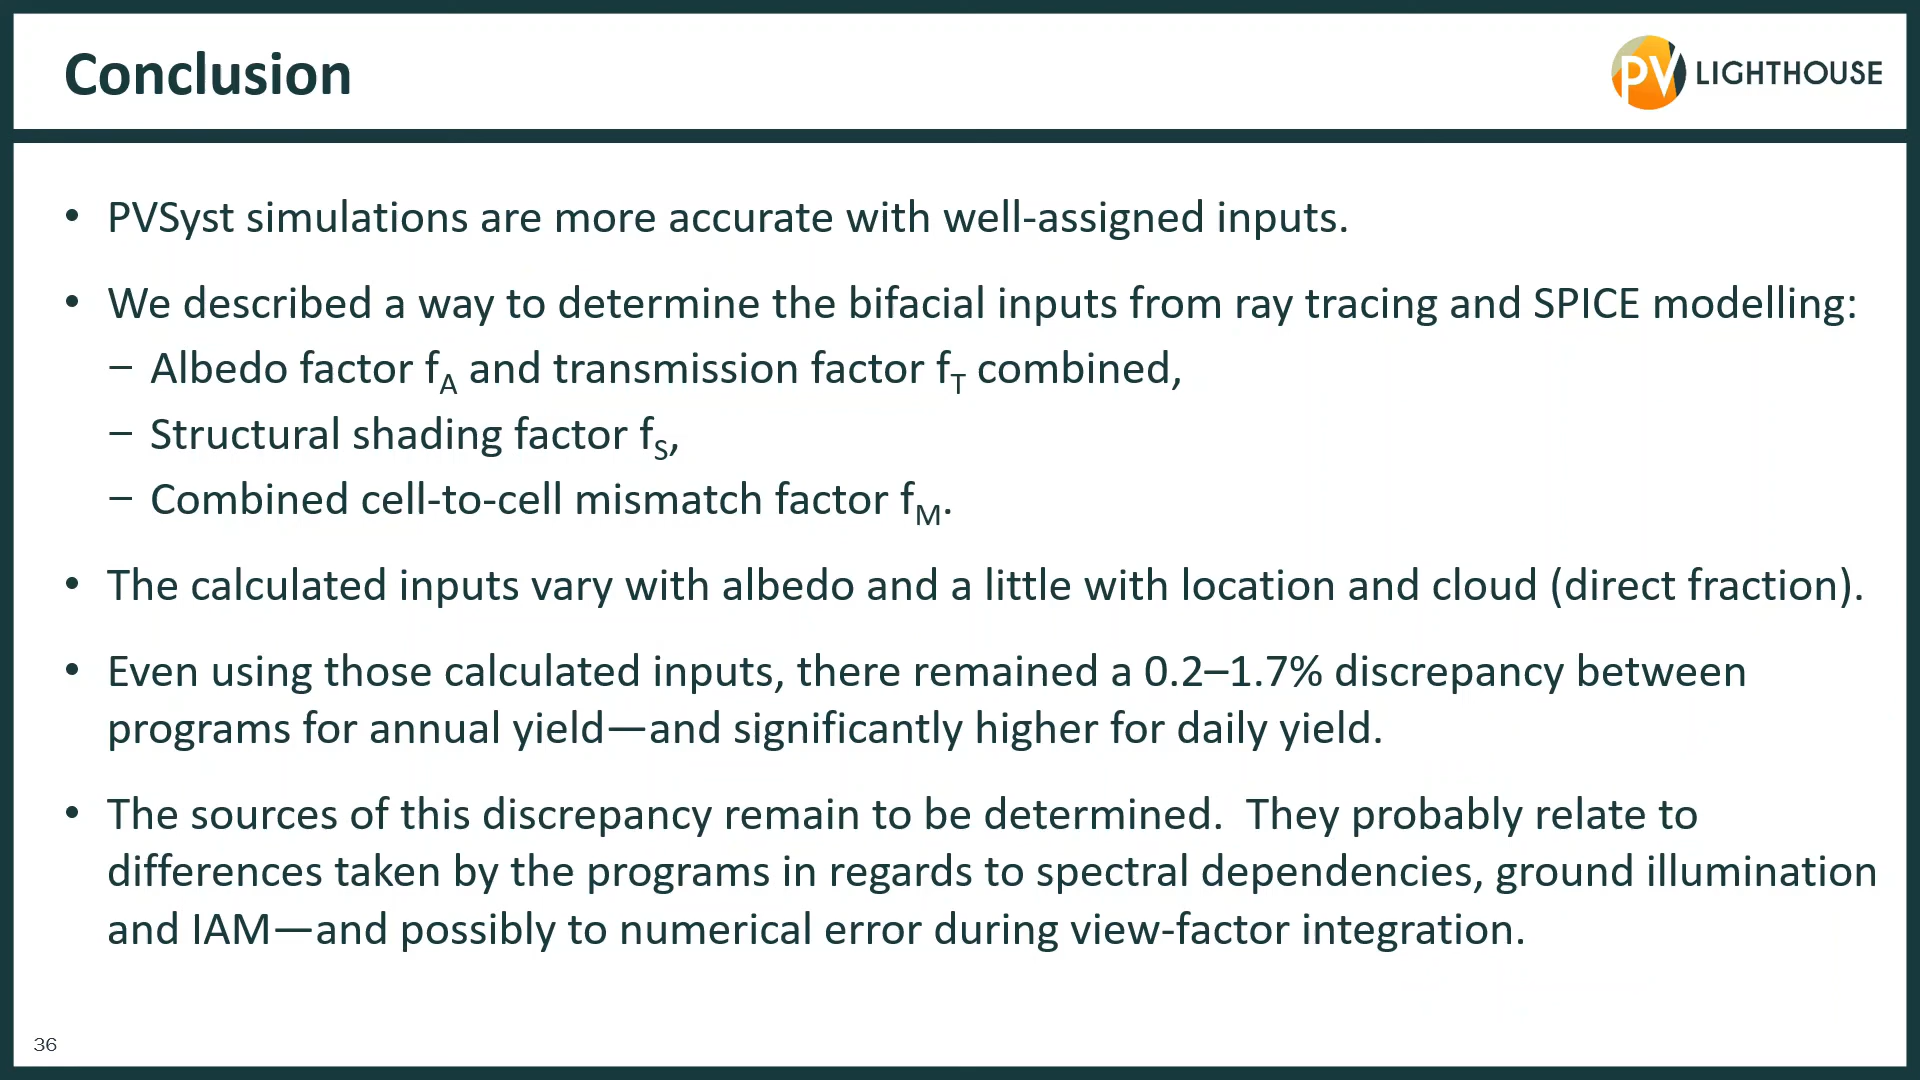 Conclusion
PV LIGHTHOUSE
• PVSyst simulations are more accurate with well-assigned inputs.
• We described a way to determine the bifacial inputs from ray tracing and SPICE modelling:
– Albedo factor fA and transmission factor fT combined,
– Structural shading factor fS,
– Combined cell-to-cell mismatch factor fM.
• The calculated inputs vary with albedo and a little with location and cloud (direct fraction).
• Even using those calculated inputs, there remained a 0.2–1.7% discrepancy between
programs for annual yield—and significantly higher for daily yield.
• The sources of this discrepancy remain to be determined.  They probably relate to
differences taken by the programs in regards to spectral dependencies, ground illumination
and IAM—and possibly to numerical error during view-factor integration.
36